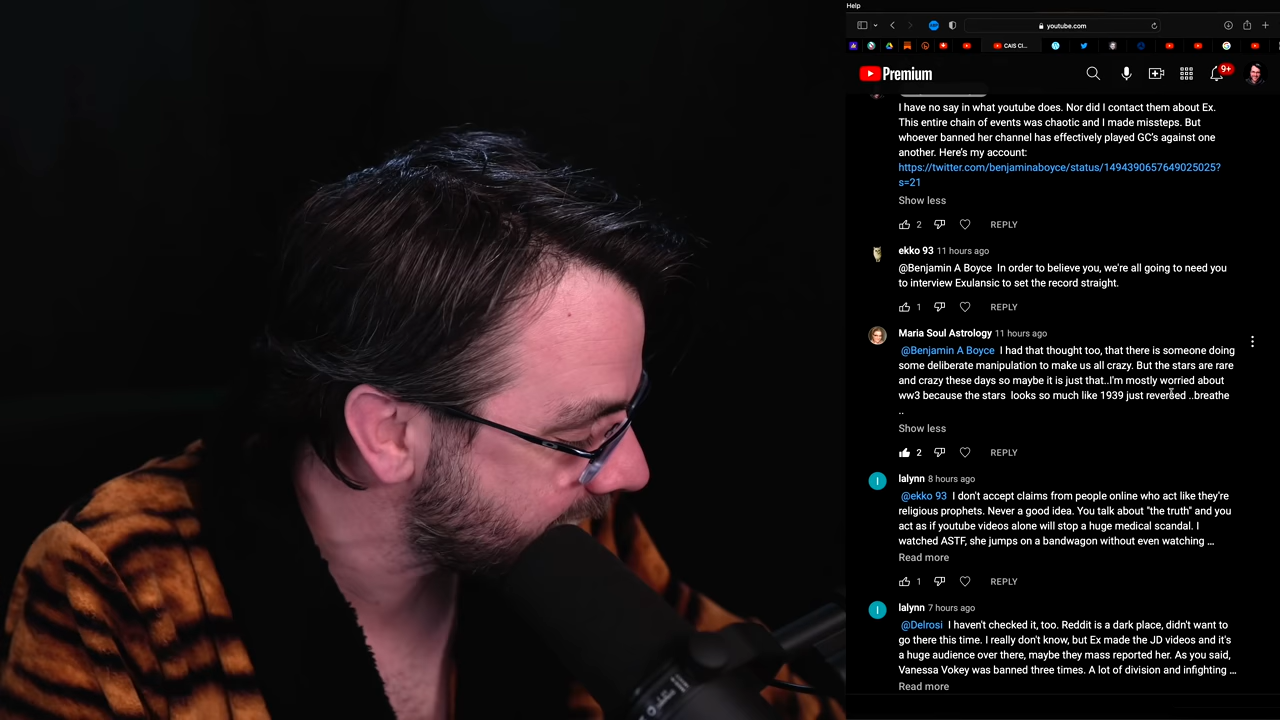 Help
youtube.com
CAIS Cl...
Premium
9+
I have no say in what youtube does. Nor did I contact them about Ex.
This entire chain of events was chaotic and I made missteps. But
whoever banned her channel has effectively played GC's against one
another. Here's my account:
https://twitter.com/benjaminaboyce/status/1494390657649025025?
s=21
Show less
2 REPLY
ekko 93 11 hours ago
@Benjamin A Boyce In order to believe you, we're all going to need you
to interview Exulansic to set the record straight.
1 REPLY
Maria Soul Astrology 11 hours ago
@Benjamin A Boyce I had that thought too, that there is someone doing
some deliberate manipulation to make us all crazy. But the stars are rare
and crazy these days so maybe it is just that..I'm mostly worried about
ww3 because the stars looks so much like 1939 just reversed ..breathe
..
Show less
2 REPLY
lalynn 8 hours ago
@ekko 93 I don't accept claims from people online who act like they're
religious prophets. Never a good idea. You talk about "the truth" and you
act as if youtube videos alone will stop a huge medical scandal. I
watched ASTF, she jumps on a bandwagon without even watching ...
Read more
1 REPLY
lalynn 7 hours ago
@Delrosi I haven't checked it, too. Reddit is a dark place, didn't want to
go there this time. I really don't know, but Ex made the JD videos and it's
a huge audience over there, maybe they mass reported her. As you said,
Vanessa Vokey was banned three times. A lot of division and infighting ...
Read more